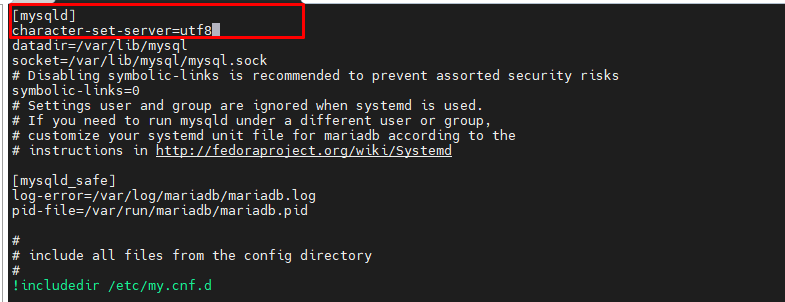 [mysqld]
character-set-server=utf8
datadir=/var/lib/mysql
socket=/var/lib/mysql/mysql.sock
# Disabling symbolic-links is recommended to prevent assorted security risks
symbolic-links=0
# Settings user and group are ignored when systemd is used.
# If you need to run mysqld under a different user or group,
# customize your systemd unit file for mariadb according to the
# instructions in http://fedoraproject.org/wiki/Systemd

[mysqld_safe]
log-error=/var/log/mariadb/mariadb.log
pid-file=/var/run/mariadb/mariadb.pid

#
# include all files from the config directory
#
!includedir /etc/my.cnf.d